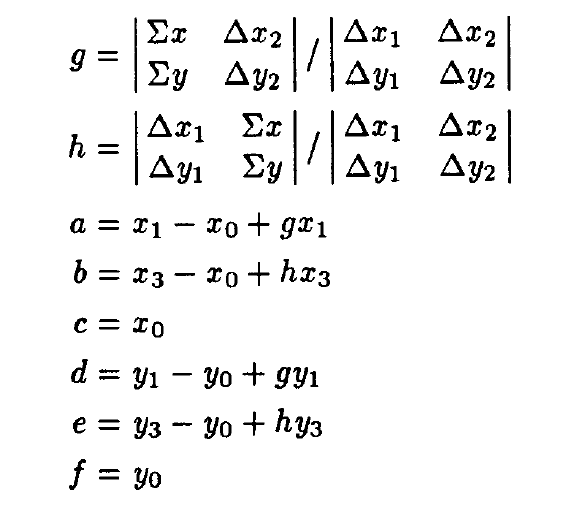 g = | Σx Δx₂ | / | Δx₁ Δx₂ |
| Σy Δy₂ | | Δy₁ Δy₂ |
h = | Δx₁ Σx | / | Δx₁ Δx₂ |
| Δy₁ Σy | | Δy₁ Δy₂ |
a = x₁ − x₀ + gx₁
b = x₃ − x₀ + hx₃
c = x₀
d = y₁ − y₀ + gy₁
e = y₃ − y₀ + hy₃
f = y₀